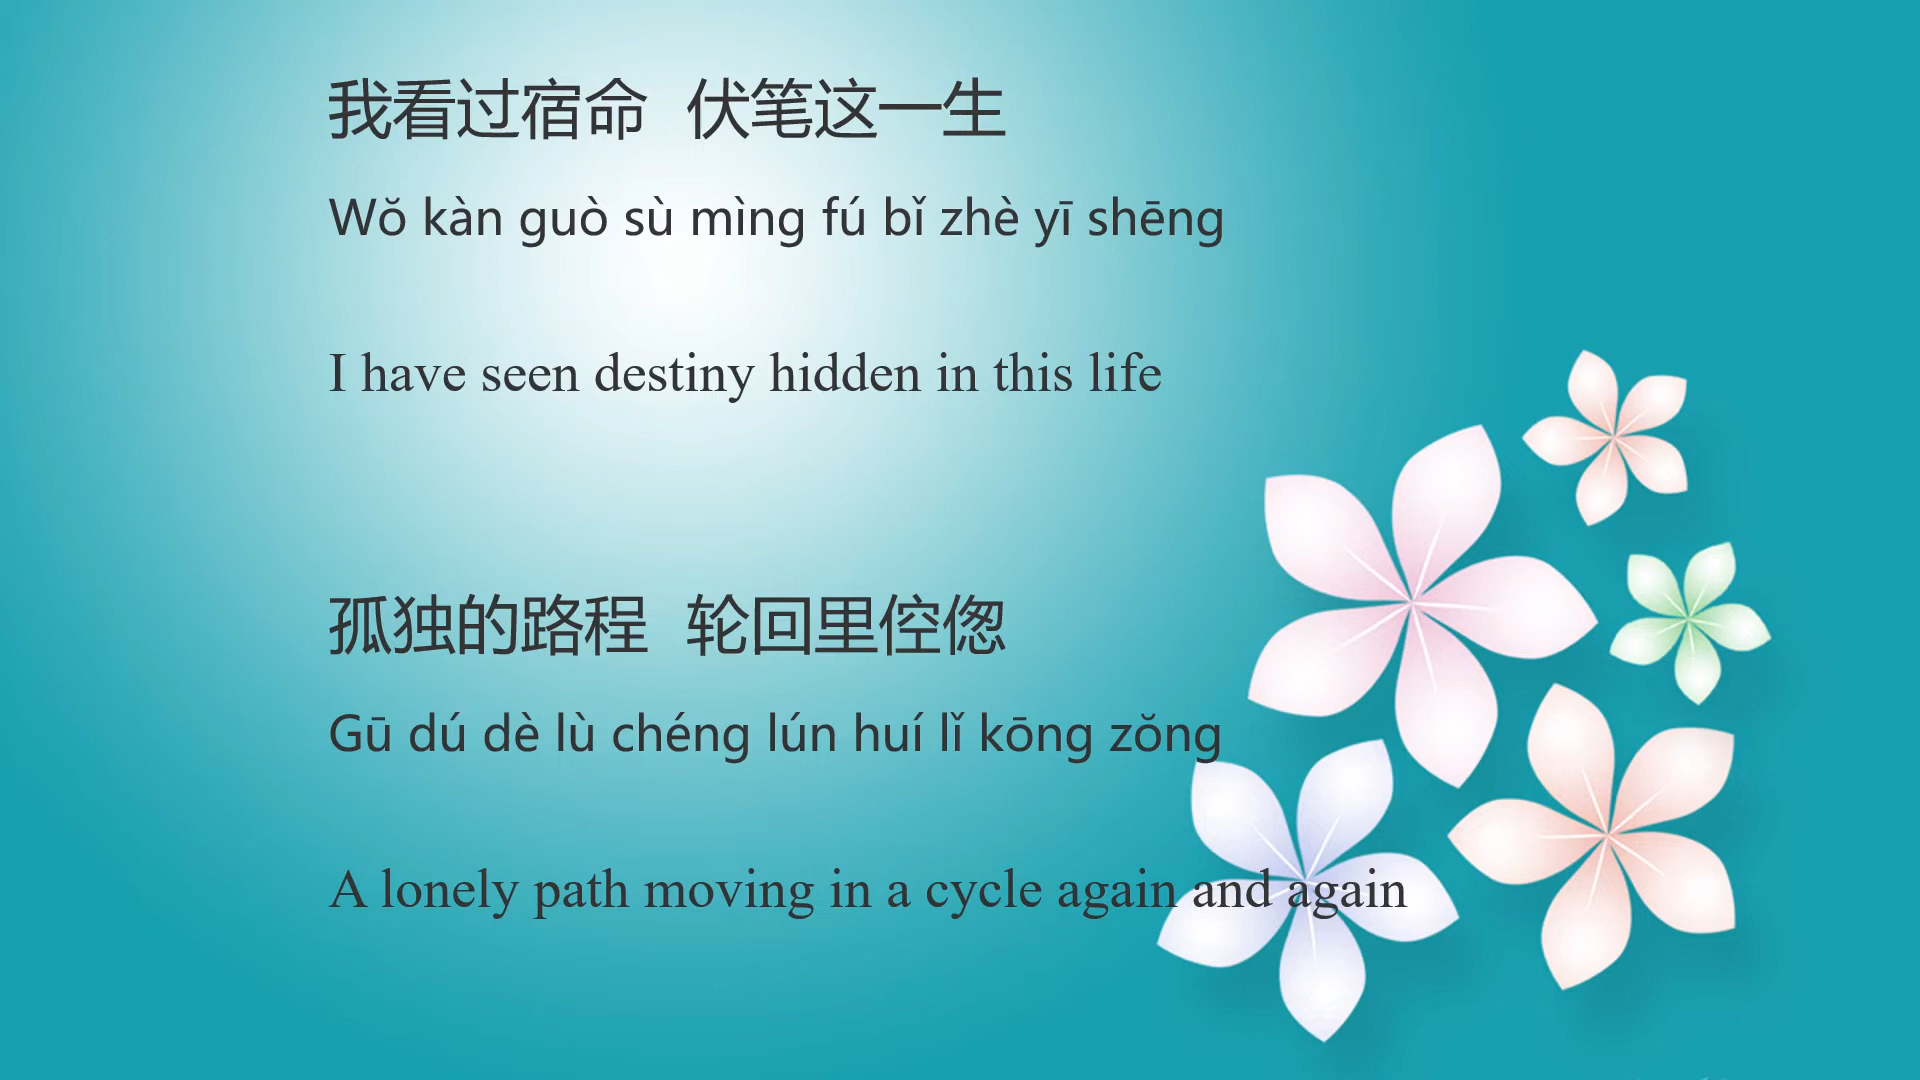 我看过宿命 伏笔这一生
Wǒ kàn guò sù mìng fú bǐ zhè yī shēng
I have seen destiny hidden in this life
孤独的路程 轮回里倥偬
Gū dú dè lù chéng lún huí lǐ kōng zǒng
A lonely path moving in a cycle again and again